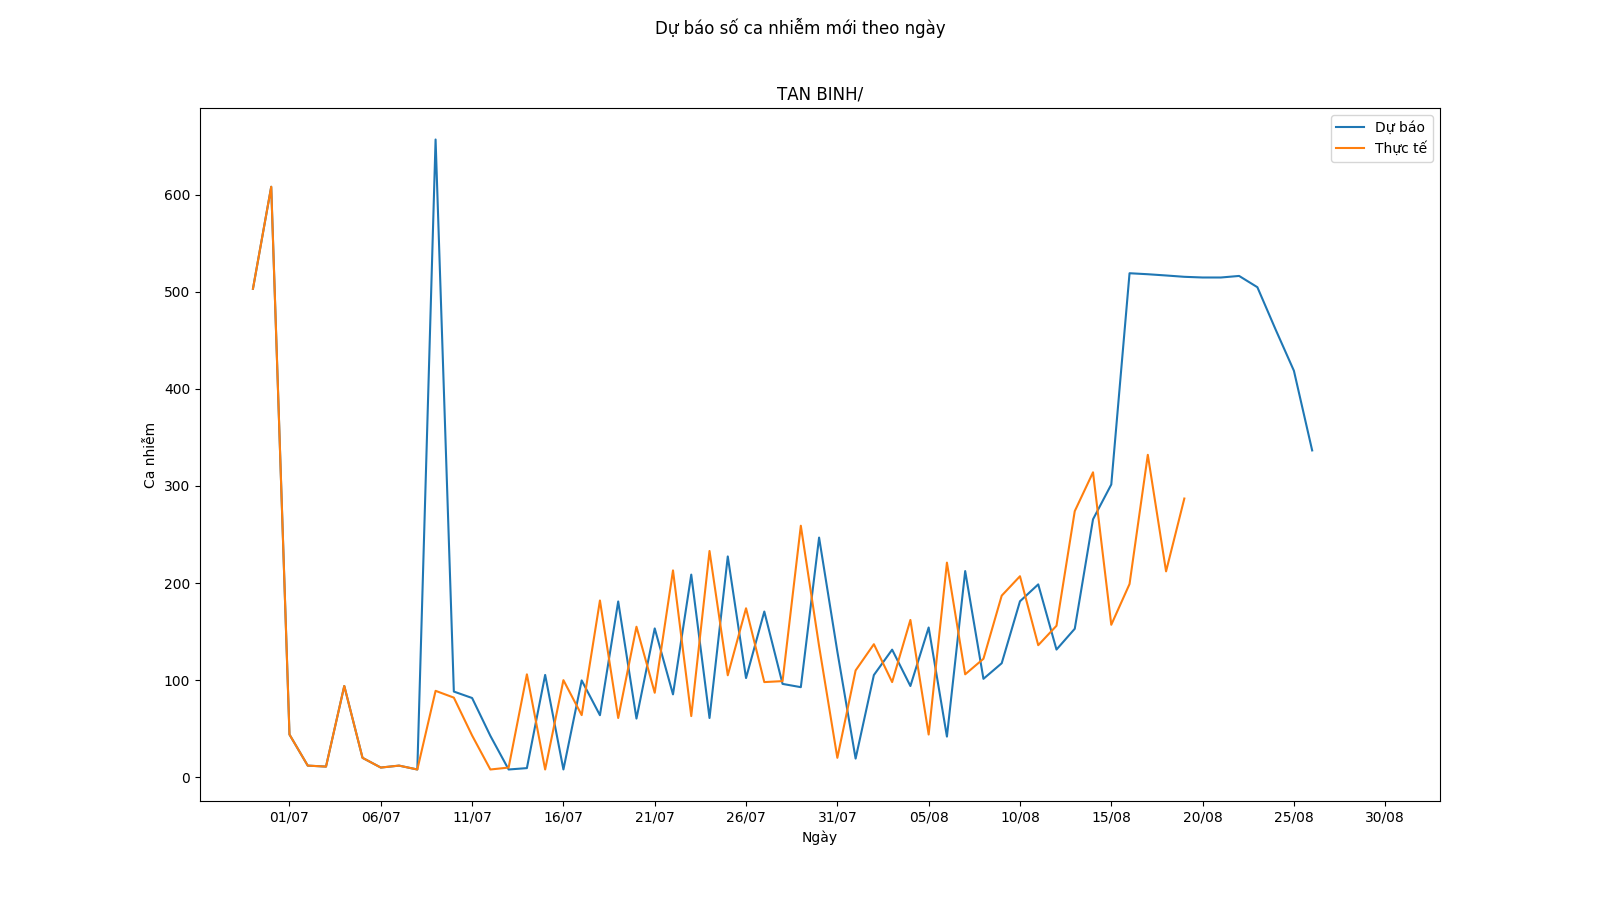 Dự báo số ca nhiễm mới theo ngày
TAN BINH/
Dự báo
Thực tế
600
500
400
300
200
100
0
Ca nhiễm
01/07 06/07 11/07 16/07 21/07 26/07 31/07 05/08 10/08 15/08 20/08 25/08 30/08
Ngày